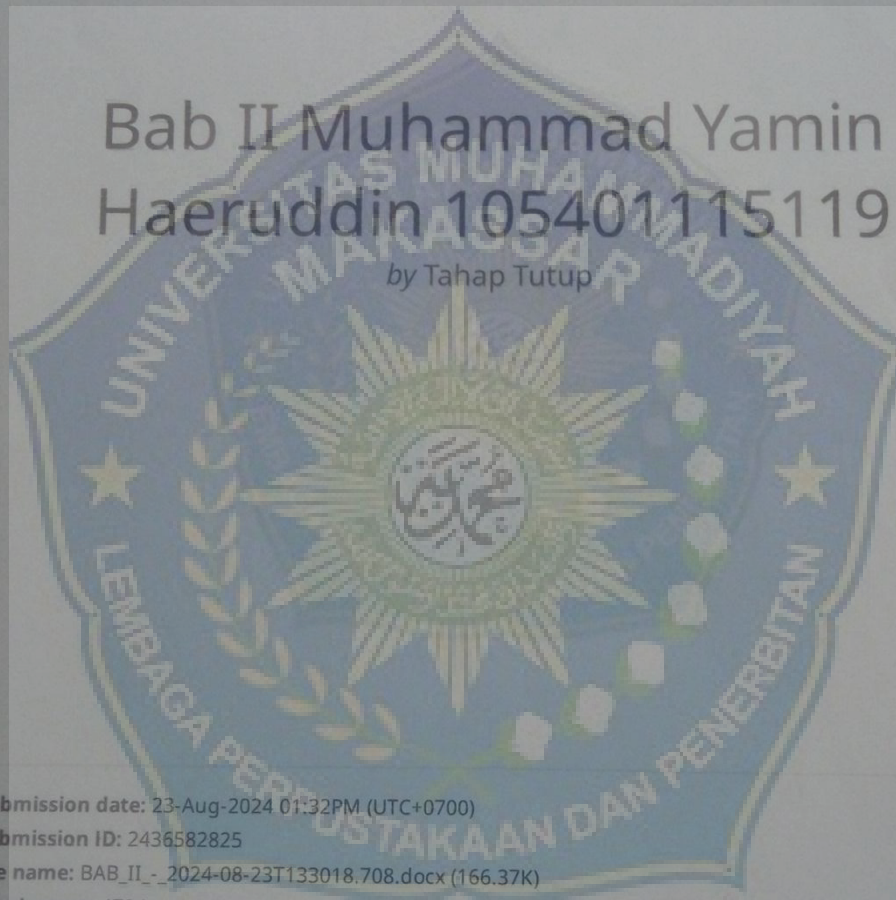 Bab II Muhammad Yamin
Haeruddin 105401115119
by Tahap Tutup
UNIVERSITAS MUHAMMADIYAH
MAKASSAR
محمد
LEMBAGA PERPUSTAKAAN DAN PENERBITAN
bmission date: 23-Aug-2024 01:32PM (UTC+0700)
bmission ID: 2436582825
e name: BAB_II_-_2024-08-23T133018.708.docx (166.37K)